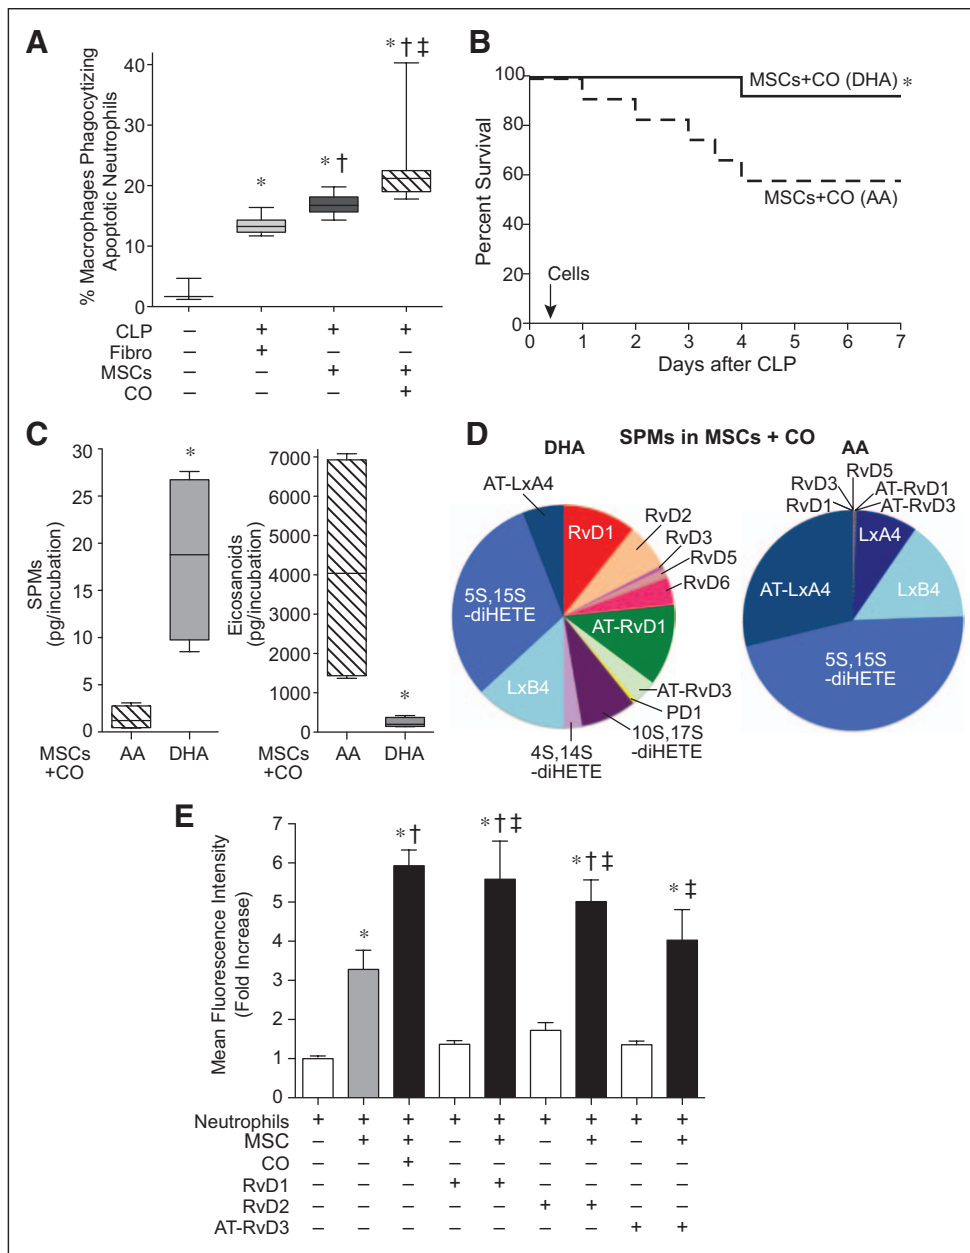 A
* † ‡
* †
*
40
30
20
10
0
% Macrophages Phagocytizing
Apoptotic Neutrophils
CLP – + + +
Fibro – + – –
MSCs – – + +
CO – – – +
B
100
80
60
40
20
0
Percent Survival
MSCs+CO (DHA) *
MSCs+CO (AA)
Cells
0 1 2 3 4 5 6 7
Days after CLP
C
30
25
20
15
10
5
0
SPMs
(pg/incubation)
*
MSCs
+CO
AA DHA
7000
6000
5000
4000
3000
2000
1000
0
Eicosanoids
(pg/incubation)
*
MSCs
+CO
AA DHA
D
SPMs in MSCs + CO
DHA
AT-LxA4
RvD1
RvD2
RvD3
RvD5
RvD6
AT-RvD1
AT-RvD3
PD1
10S,17S
-diHETE
4S,14S
-diHETE
LxB4
5S,15S
-diHETE
AA
RvD5
RvD3
AT-RvD1
RvD1
AT-RvD3
LxA4
LxB4
AT-LxA4
5S,15S
-diHETE
E
7
6
5
4
3
2
1
0
Mean Fluorescence Intensity
(Fold Increase)
*
* †
* † ‡
* † ‡
* ‡
Neutrophils + + + + + + + + +
MSC – + + – + – + – +
CO – – + – – – – – –
RvD1 – – – + + – – – –
RvD2 – – – – – + + – –
AT-RvD3 – – – – – – – + +